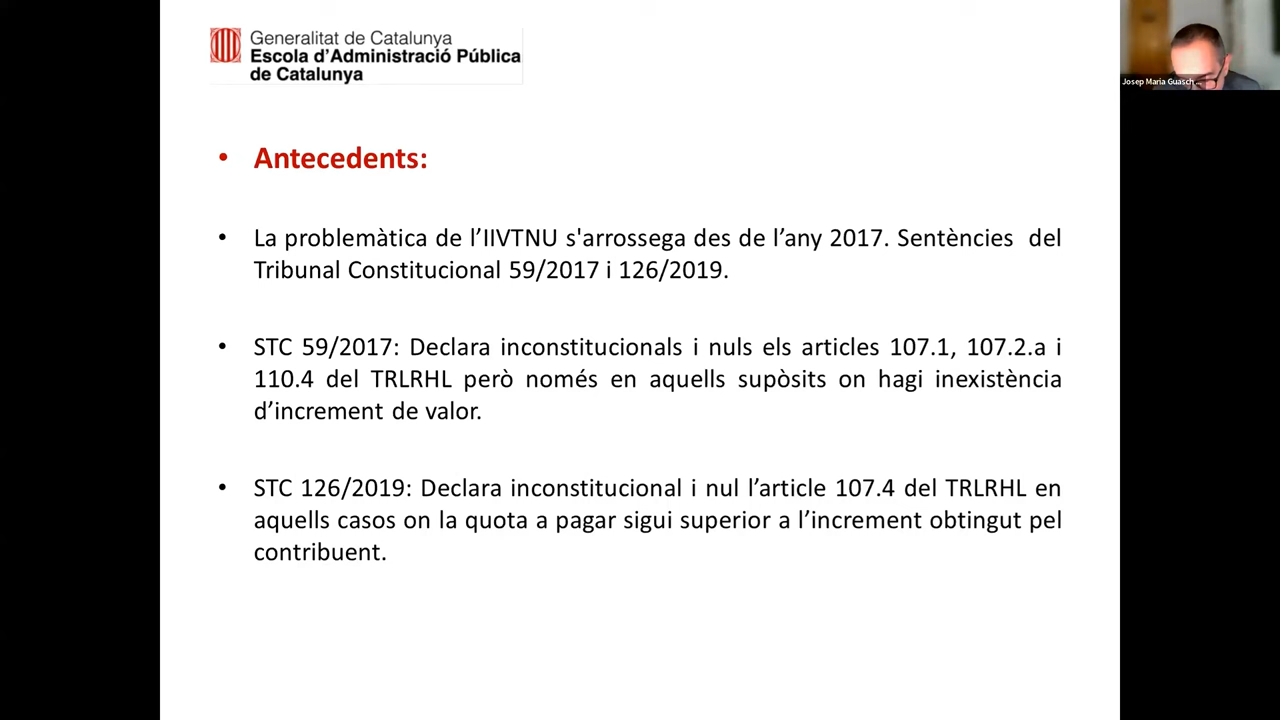 Generalitat de Catalunya
Escola d'Administració Pública
de Catalunya
Josep Maria Guasch ...
• Antecedents:
• La problemàtica de l’IIVTNU s'arrossega des de l’any 2017. Sentències  del
Tribunal Constitucional 59/2017 i 126/2019.
• STC 59/2017: Declara inconstitucionals i nuls els articles 107.1, 107.2.a i
110.4 del TRLRHL però només en aquells supòsits on hagi inexistència
d’increment de valor.
• STC 126/2019: Declara inconstitucional i nul l’article 107.4 del TRLRHL en
aquells casos on la quota a pagar sigui superior a l’increment obtingut pel
contribuent.